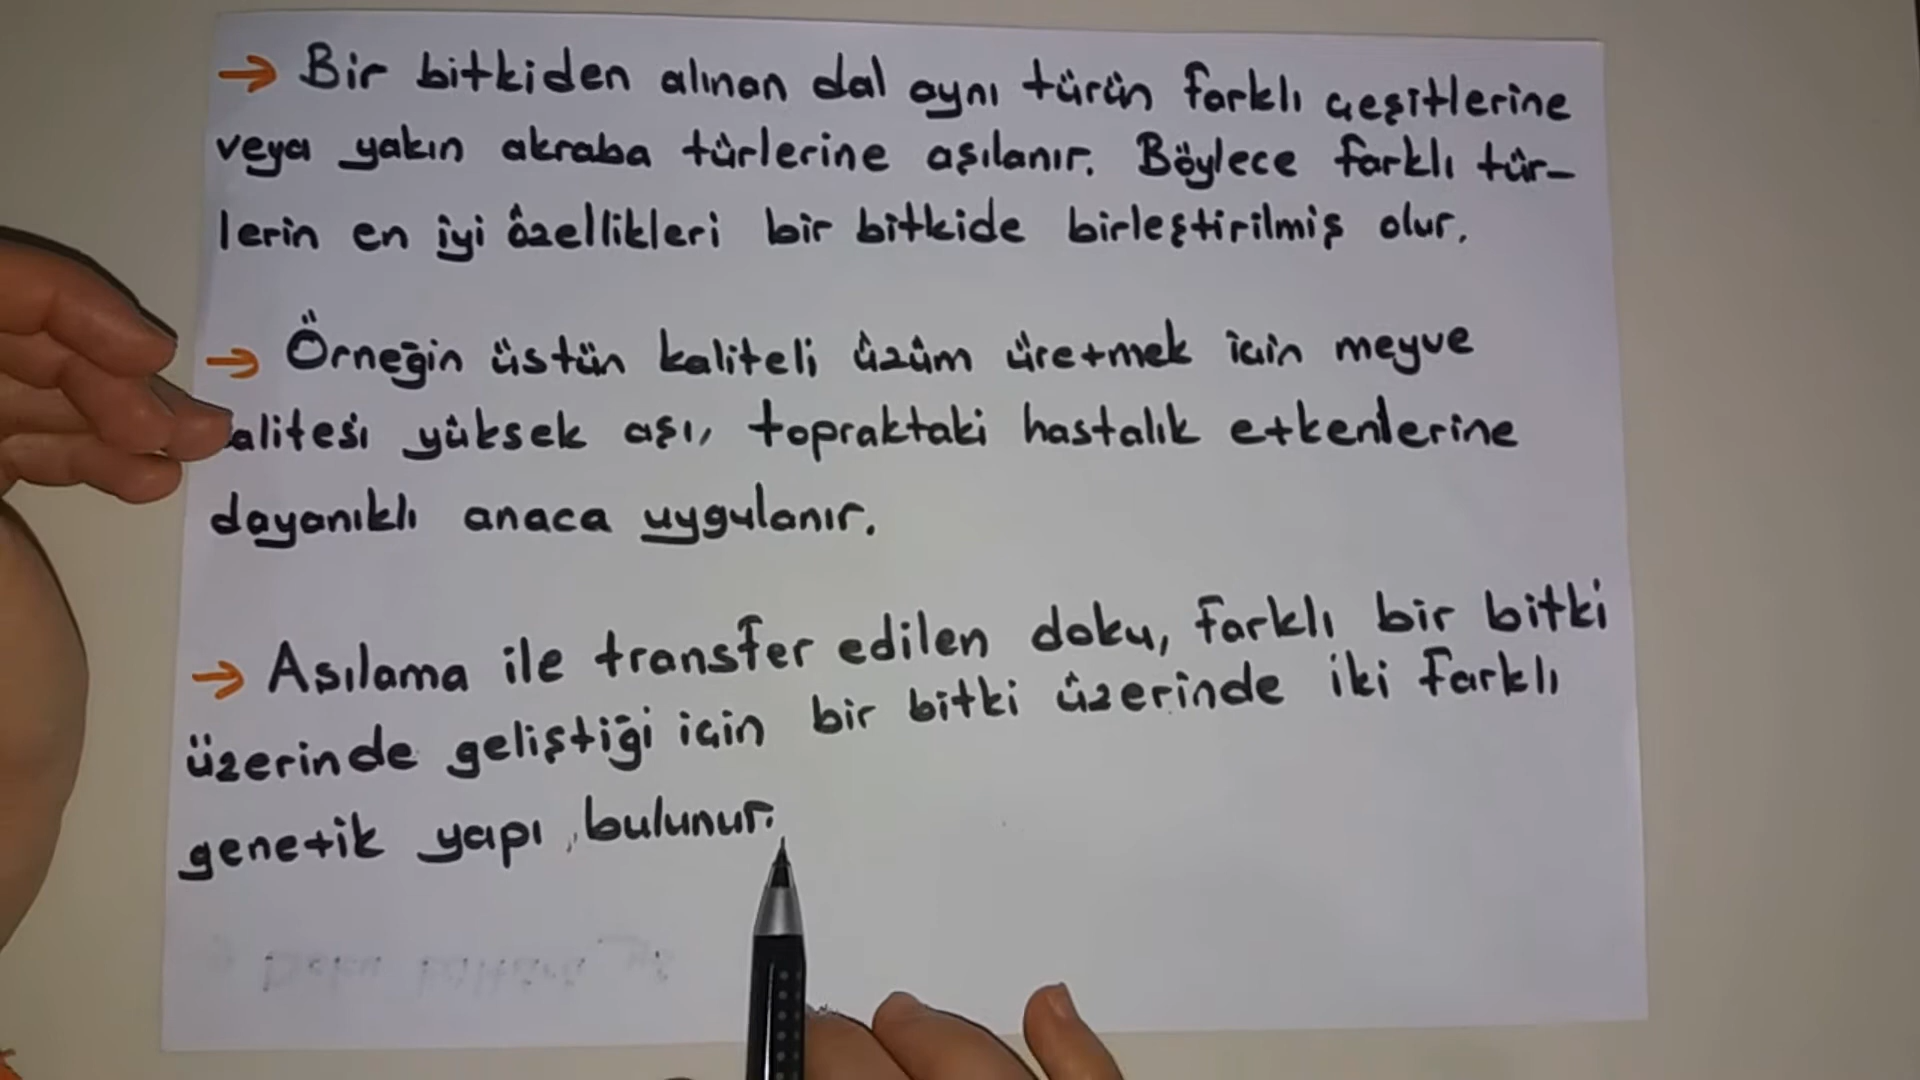 → Bir bitkiden alınan dal aynı türün farklı çeşitlerine
veya yakın akraba türlerine aşılanır. Böylece farklı tür-
lerin en iyi özellikleri bir bitkide birleştirilmiş olur.
→ Örneğin üstün kaliteli üzüm üretmek için meyve
alitesi yüksek aşı, topraktaki hastalık etkenlerine
dayanıklı anaca uygulanır.
→ Asılama ile transfer edilen doku, farklı bir bitki
üzerinde geliştiği için bir bitki üzerinde iki farklı
genetik yapı bulunur.